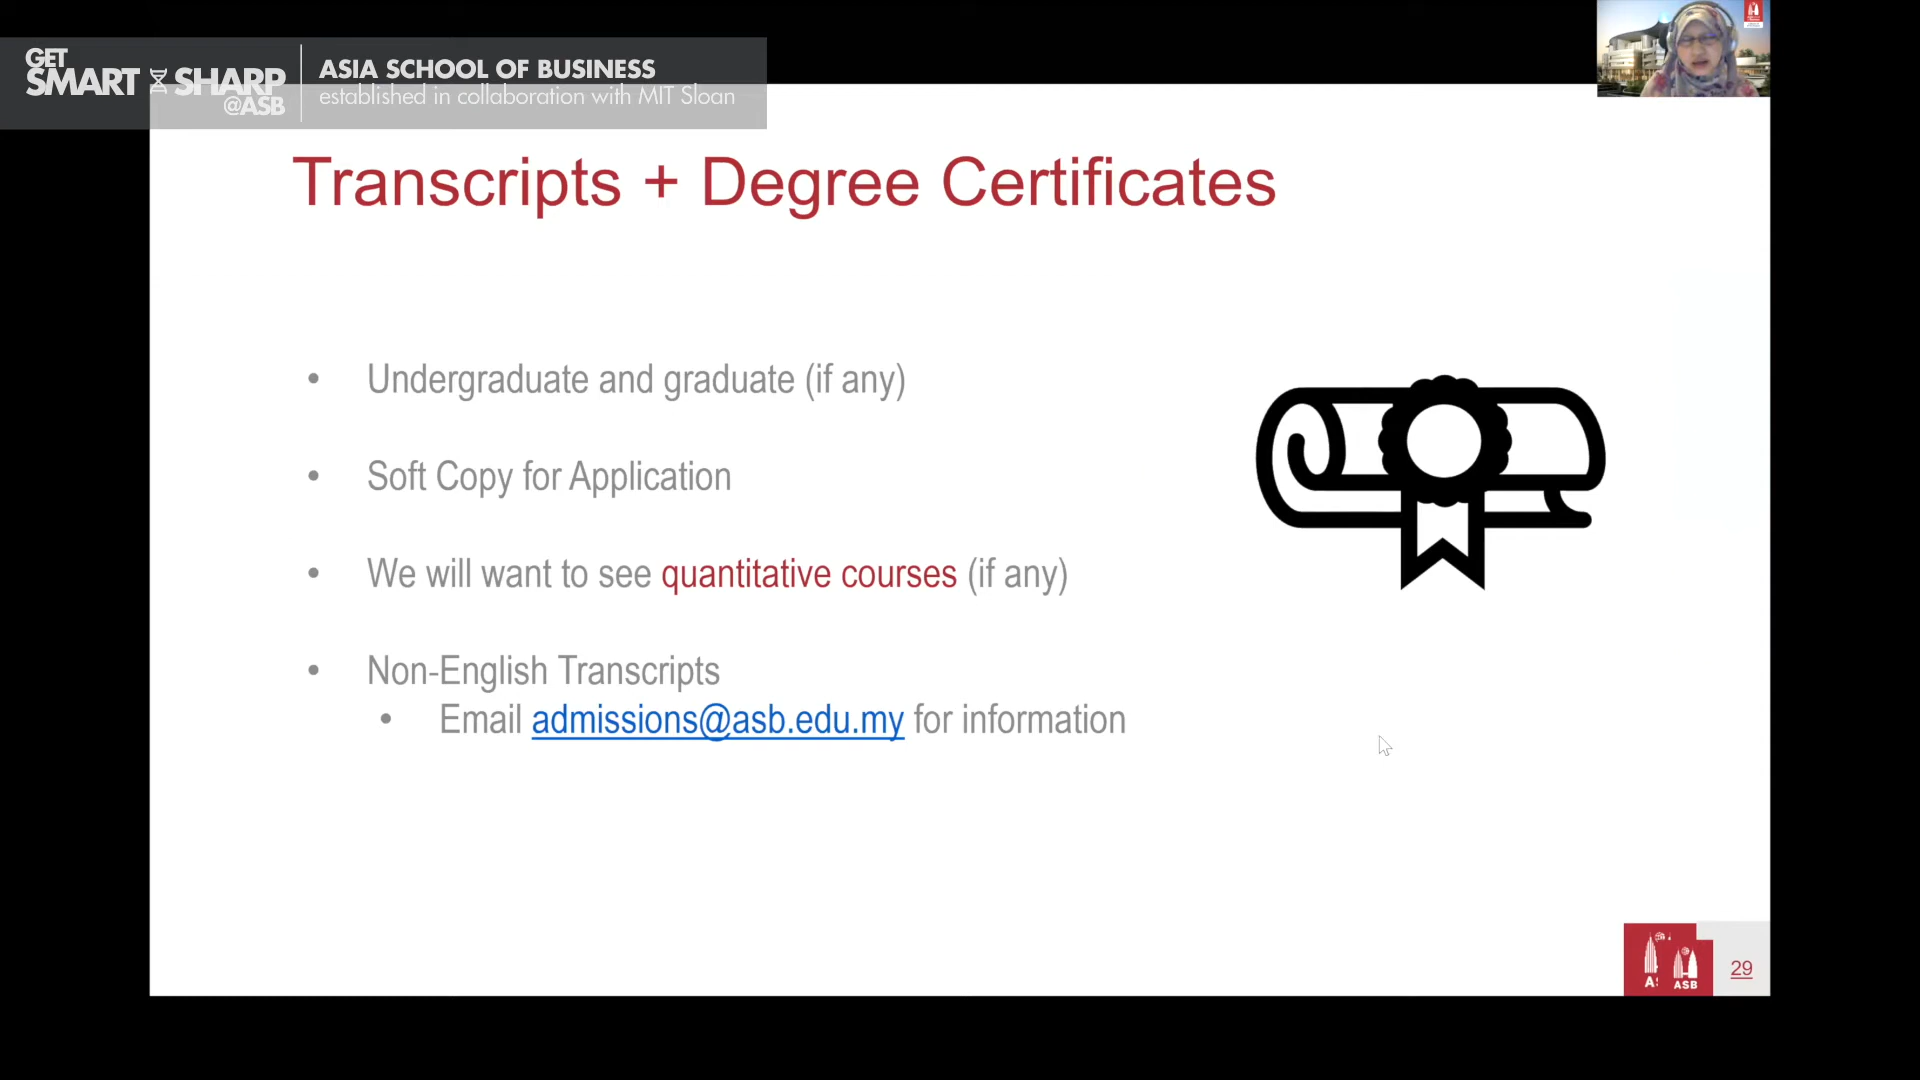 GET
SMART SHARP
@ASB
ASIA SCHOOL OF BUSINESS
established in collaboration with MIT Sloan
Transcripts + Degree Certificates
• Undergraduate and graduate (if any)
• Soft Copy for Application
• We will want to see quantitative courses (if any)
• Non-English Transcripts
• Email admissions@asb.edu.my for information
ASB
29